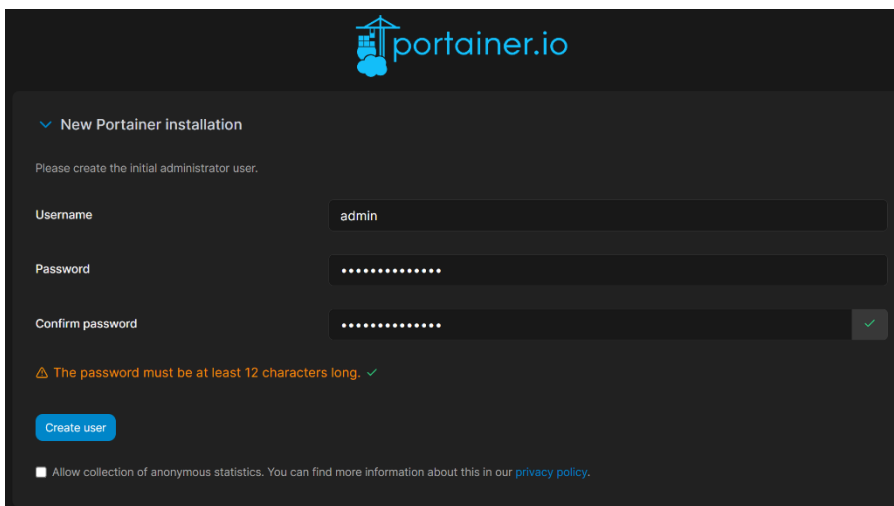 portainer.io
New Portainer installation
Please create the initial administrator user.
Username
admin
Password
••••••••••••••
Confirm password
••••••••••••••
The password must be at least 12 characters long.
Create user
Allow collection of anonymous statistics. You can find more information about this in our privacy policy.